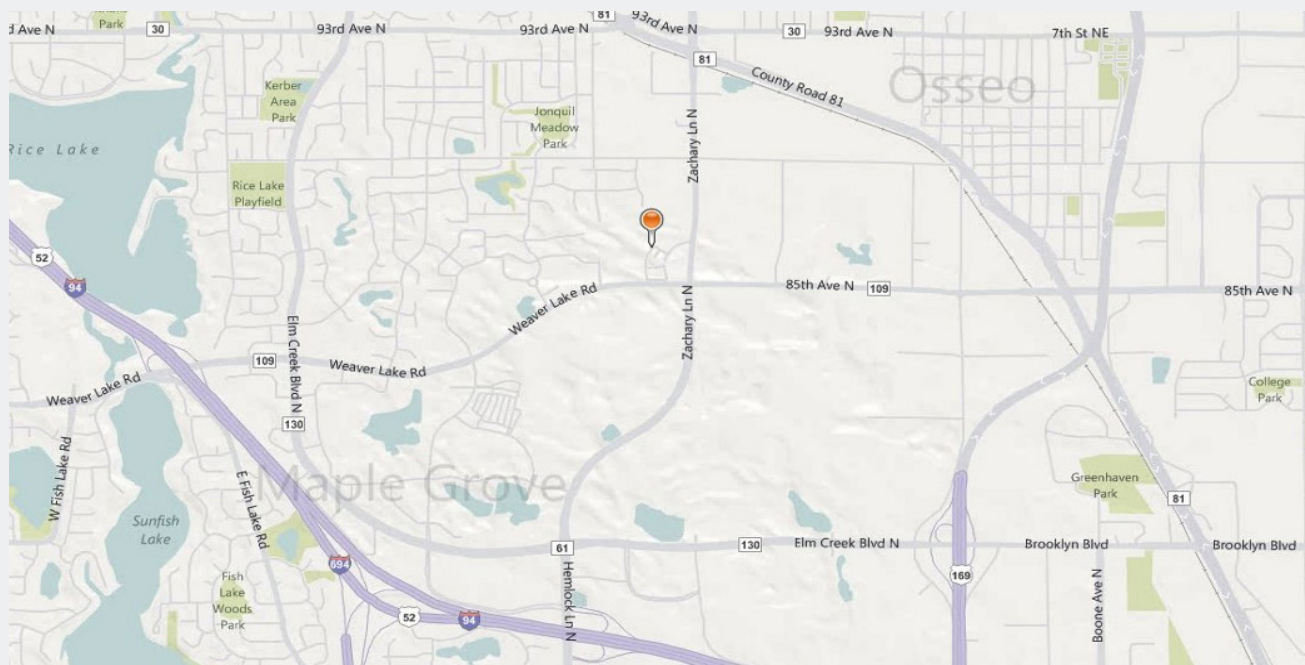 Park
81
93rd Ave N
d Ave N
30
93rd Ave N
93rd Ave N
30
93rd Ave N
7th St NE
81
County Road 81
Osseo
Kerber
Area
Park
Jonquil
Meadow
Park
Zachary Ln N
Rice Lake
Rice Lake
Playfield
52
94
85th Ave N
109
85th Ave N
Weaver Lake Rd
Zachary Ln N
Elm Creek Blvd N
109
Weaver Lake Rd
Weaver Lake Rd
College
Park
130
W Fish Lake Rd
E Fish Lake Rd
Maple Grove
Greenhaven
Park
81
Sunfish
Lake
61
130
Elm Creek Blvd N
Brooklyn Blvd
Brooklyn Blvd
694
169
Fish
Lake
Woods
Park
52
94
Hemlock Ln N
Boone Ave N